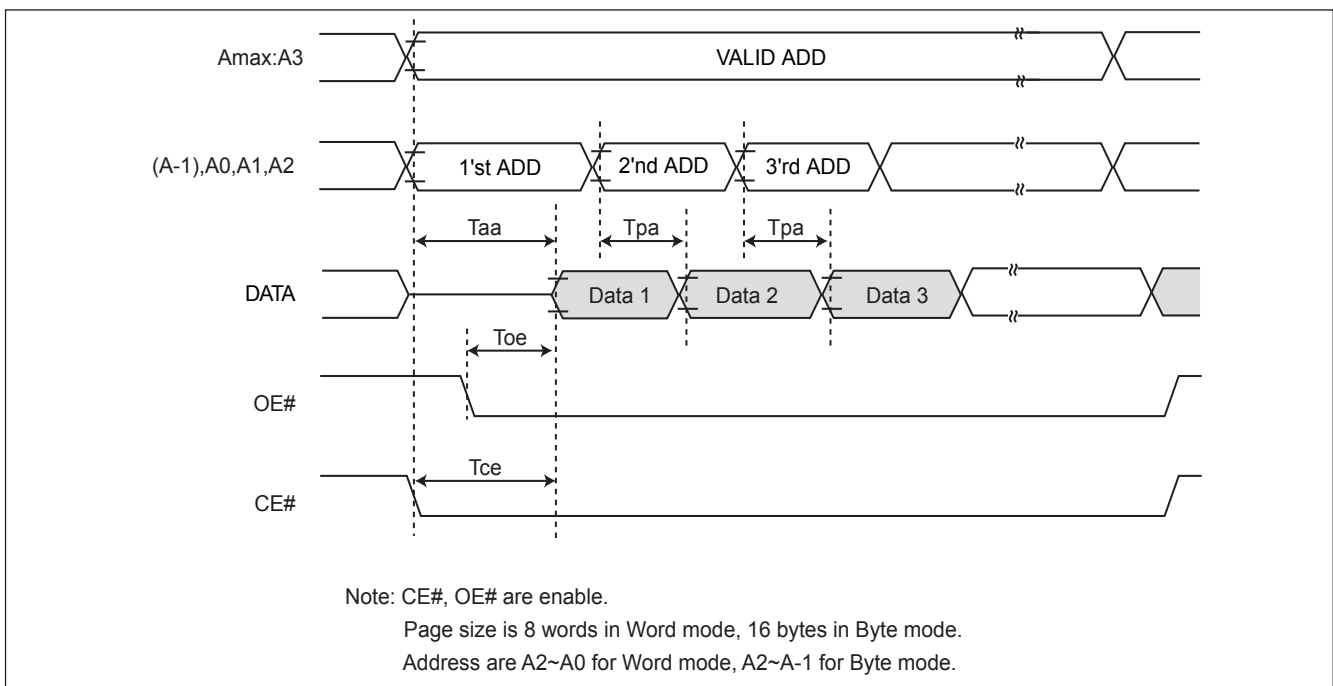 Amax:A3
VALID ADD
(A-1),A0,A1,A2
1'st ADD
2'nd ADD
3'rd ADD
Taa
Tpa
Tpa
DATA
Data 1
Data 2
Data 3
Toe
OE#
Tce
CE#
Note: CE#, OE# are enable.
Page size is 8 words in Word mode, 16 bytes in Byte mode.
Address are A2~A0 for Word mode, A2~A-1 for Byte mode.